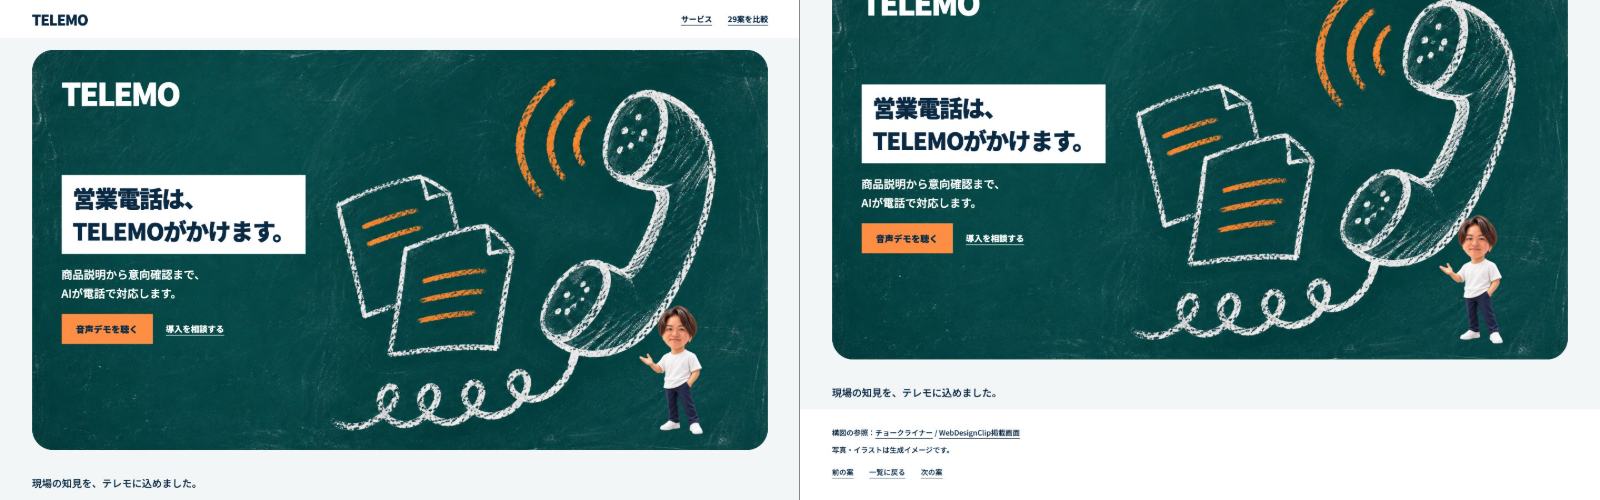 TELEMO
サービス 29案を比較
TELEMO
営業電話は、
TELEMOがかけます。
商品説明から意向確認まで、
AIが電話で対応します。
音声デモを聴く 導入を相談する
現場の知見を、テレモに込めました。
TELEMO
営業電話は、
TELEMOがかけます。
商品説明から意向確認まで、
AIが電話で対応します。
音声デモを聴く 導入を相談する
現場の知見を、テレモに込めました。
構図の参照：チョークライナー / WebDesignClip掲載画面
写真・イラストは生成イメージです。
前の案 一覧に戻る 次の案